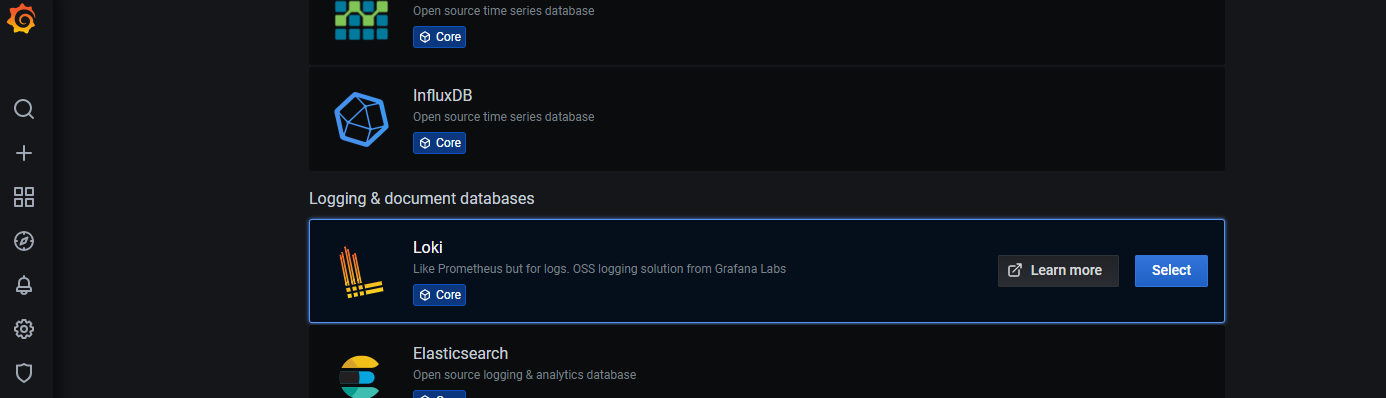 Open source time series database
Core
InfluxDB
Open source time series database
Core
Logging & document databases
Loki
Like Prometheus but for logs. OSS logging solution from Grafana Labs
Core
Learn more
Select
Elasticsearch
Open source logging & analytics database